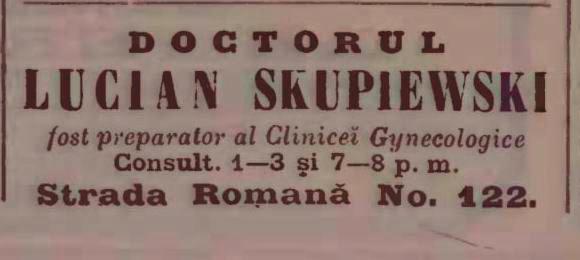 DOCTORUL
LUCIAN SKUPIEWSKI
fost preparator al Cliniceĭ Gynecologice
Consult. 1—3 și 7—8 p. m.
Strada Romană No. 122.